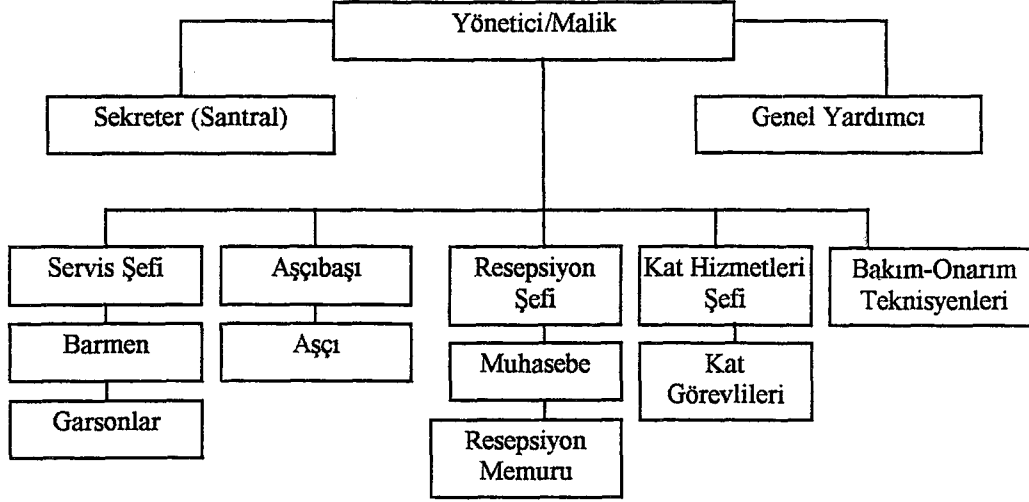 Yönetici/Malik
Sekreter (Santral)
Genel Yardımcı
Servis Şefi
Aşçıbaşı
Resepsiyon
Şefi
Kat Hizmetleri
Şefi
Bakım-Onarım
Teknisyenleri
Barmen
Aşçı
Muhasebe
Kat
Görevlileri
Garsonlar
Resepsiyon
Memuru